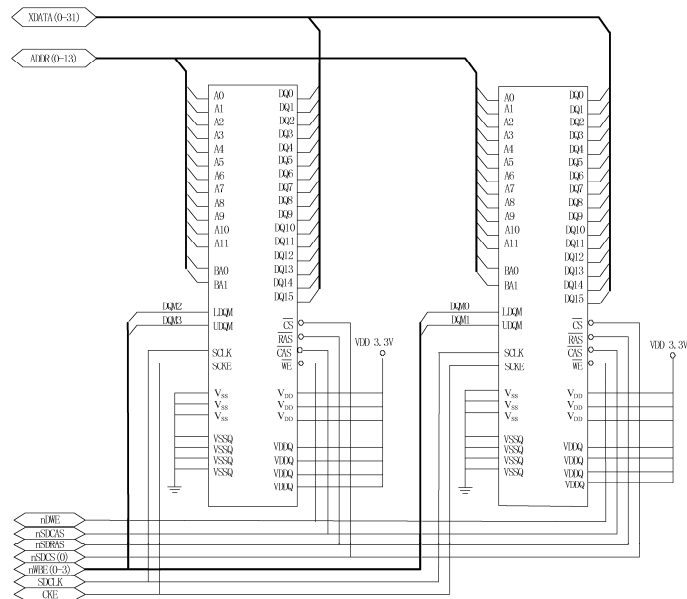 XDATA(0-31)
ADDR(0-13)
A0 DQ0
A1 DQ1
A2 DQ2
A3 DQ3
A4 DQ4
A5 DQ5
A6 DQ6
A7 DQ7
A8 DQ8
A9 DQ9
A10 DQ10
A11 DQ11
DQ12
BA0 DQ13
BA1 DQ14
DQ15
DQM2 LDQM
DQM3 UDQM
CS
RAS
SCLK CAS
SCKE WE
VDD 3.3V
VSS VDD
VSS VDD
VSS VDD
VSSQ VDDQ
VSSQ VDDQ
VSSQ VDDQ
VSSQ VDDQ
A0 DQ0
A1 DQ1
A2 DQ2
A3 DQ3
A4 DQ4
A5 DQ5
A6 DQ6
A7 DQ7
A8 DQ8
A9 DQ9
A10 DQ10
A11 DQ11
DQ12
BA0 DQ13
BA1 DQ14
DQ15
DQM0 LDQM
DQM1 UDQM
CS
RAS
SCLK CAS
SCKE WE
VDD 3.3V
VSS VDD
VSS VDD
VSS VDD
VSSQ VDDQ
VSSQ VDDQ
VSSQ VDDQ
VSSQ VDDQ
nDWE
nSDCAS
nSDRAS
nSDCS(0)
nWBE(0-3)
SDCLK
CKE